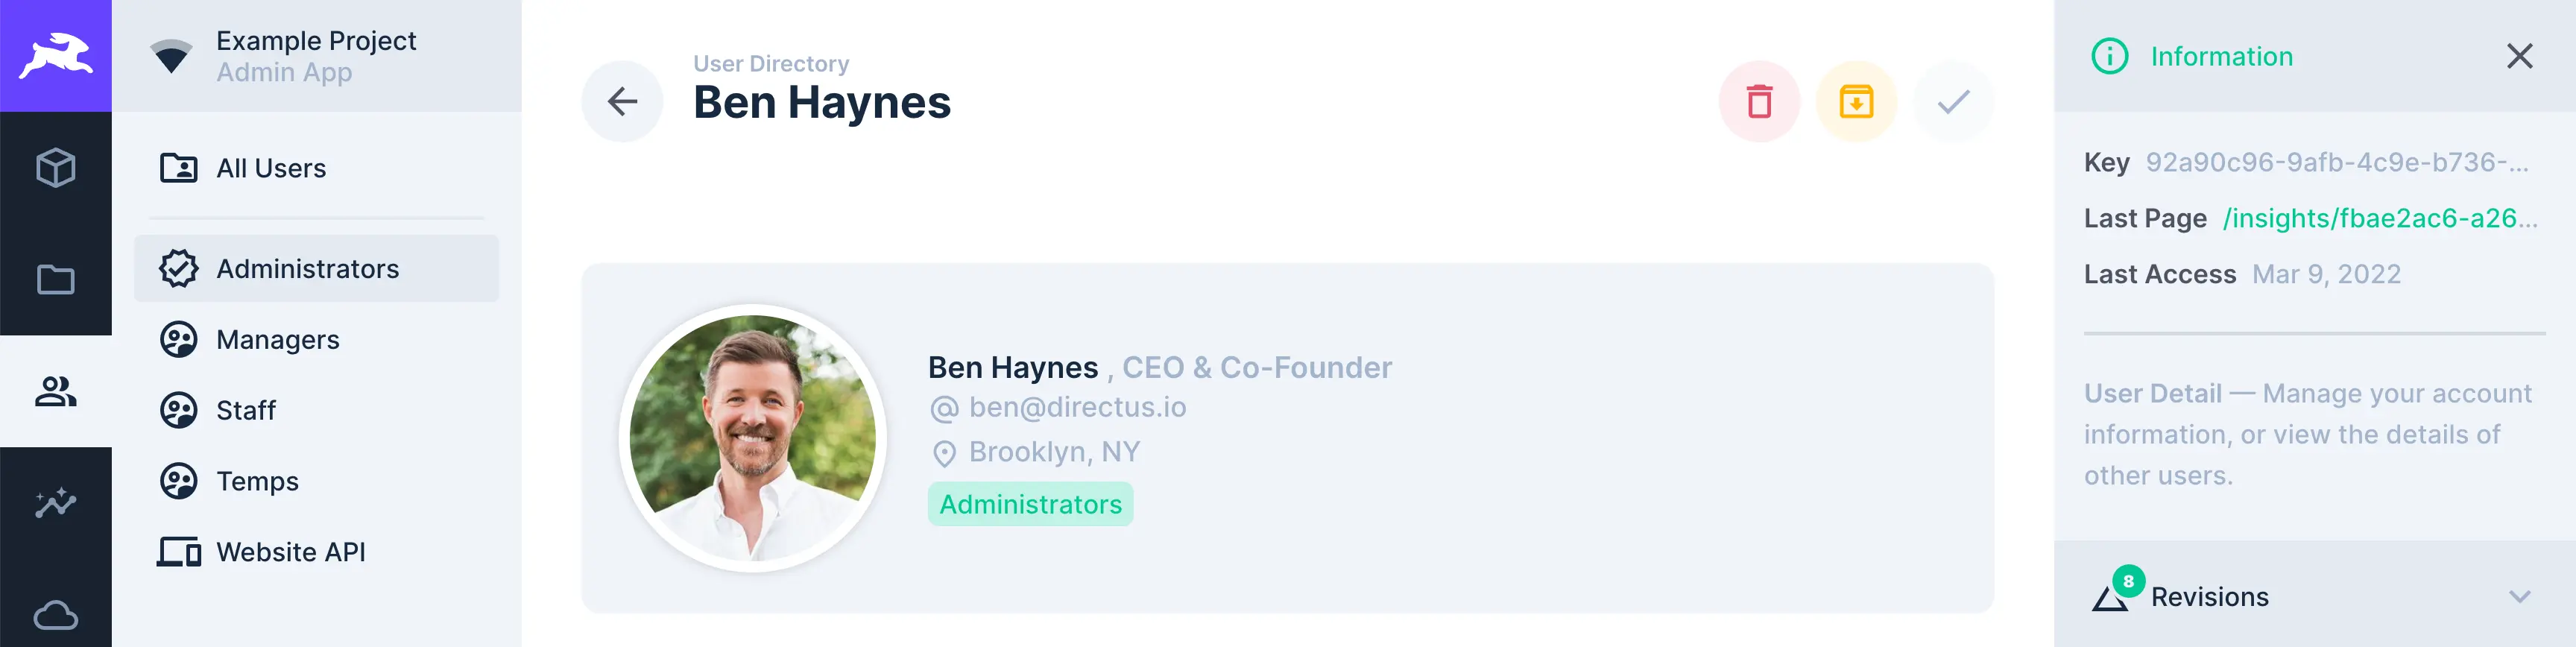 Example Project
Admin App
All Users
Administrators
Managers
Staff
Temps
Website API
User Directory
Ben Haynes
Ben Haynes , CEO & Co-Founder
ben@directus.io
Brooklyn, NY
Administrators
Information
Key 92a90c96-9afb-4c9e-b736-...
Last Page /insights/fbae2ac6-a26...
Last Access Mar 9, 2022
User Detail — Manage your account
information, or view the details of
other users.
8
Revisions